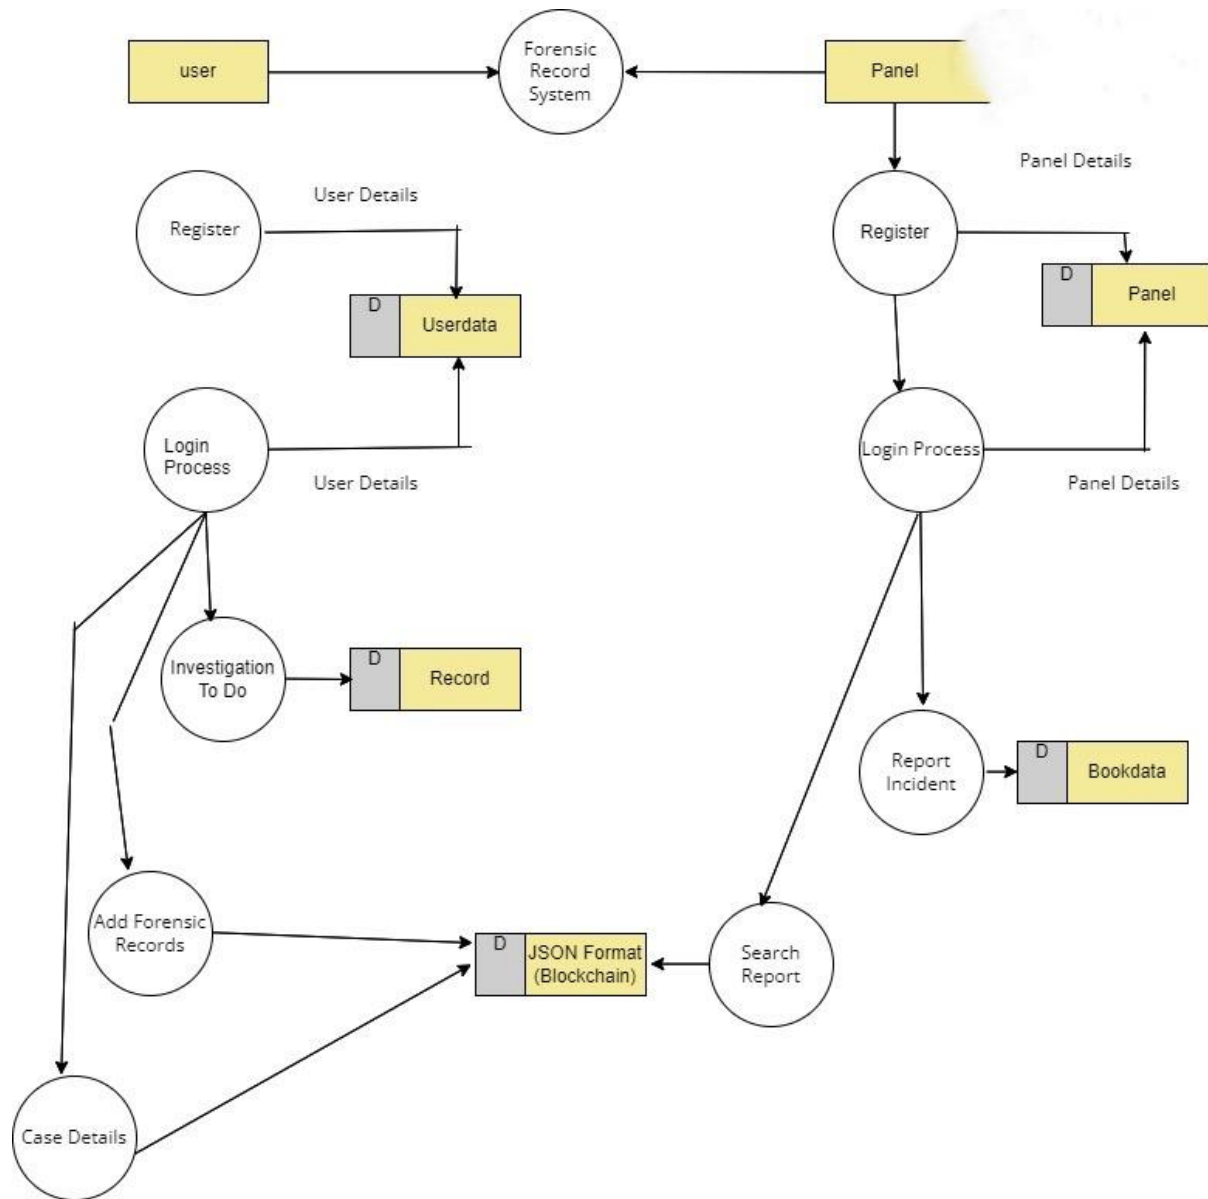 user
Forensic
Record
System
Panel
Panel Details
User Details
Register
Register
D
Panel
D
Userdata
Login
Process
Login Process
User Details
Panel Details
Investigation
To Do
D
Record
D
Bookdata
Report
Incident
Add Forensic
Records
D
JSON Format
(Blockchain)
Search
Report
Case Details